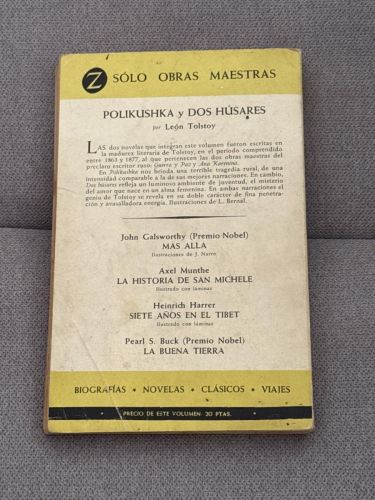 Z SÓLO OBRAS MAESTRAS
POLIKUSHKA y DOS HÚSARES
por León Tolstoy
LAS dos novelas que integran este volumen fueron escritas en
la madurez literaria de Tolstoy, en el período comprendido
entre 1863 y 1877, al que pertenecen las dos obras maestras del
preclaro escritor ruso: Guerra y Paz y Ana Karenina.
En Polikushka nos brinda una terrible tragedia rural, de una
intensidad comparable a la de sus mejores narraciones. En cambio,
Dos húsares refleja un luminoso ambiente de juventud, el misterio
del amor que nace en un alma femenina. En ambas narraciones el
genio de Tolstoy se revela en su doble carácter de fina penetra-
ción y avasalladora energía. Ilustraciones de L. Bernal.
John Galsworthy (Premio Nobel)
MAS ALLA
Ilustraciones de J. Narro
Axel Munthe
LA HISTORIA DE SAN MICHELE
Ilustrado con láminas
Heinrich Harrer
SIETE AÑOS EN EL TIBET
Ilustrado con láminas
Pearl S. Buck (Premio Nobel)
LA BUENA TIERRA
BIOGRAFÍAS • NOVELAS • CLÁSICOS • VIAJES
PRECIO DE ESTE VOLUMEN: 20 PTAS.